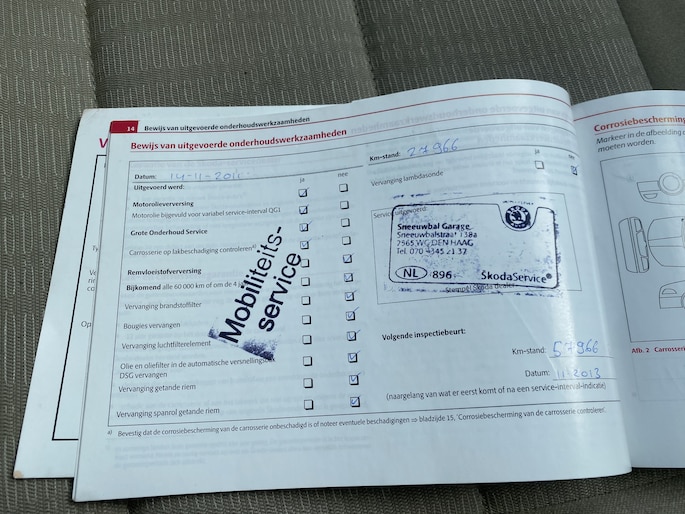 14 Bewijs van uitgevoerde onderhoudswerkzaamheden
Bewijs van uitgevoerde onderhoudswerkzaamheden
Datum: 14-11-2011
Km-stand: 27966
Uitgevoerd werd: ja nee
ja nee
Vervanging lambdasonde
Motorolieverversing
Motorolie bijgevuld voor variabel service-interval QG1
Grote Onderhoud Service
Carrosserie op lakbeschadiging controleren a)
Remvloeistofverversing
Bijkomend alle 60 000 km of om de 4
Vervanging brandstoffilter
Bougies vervangen
Vervanging luchtfilterelement
Olie en oliefilter in de automatische versnellingsbak
DSG vervangen
Vervanging getande riem
Vervanging spanrol getande riem
Mobiliteits-
service
Service uitgevoerd:
Sneeuwbal Garage
Sneeuwbalstraat 138a
2565 WG DEN HAAG
Tel. 070 - 345 21 37
NL 896 ŠkodaService®
Stempel Škoda dealer
Volgende inspectiebeurt:
Km-stand: 57966
Datum: 11-2013
(naargelang van wat er eerst komt of na een service-interval-indicatie)
a) Bevestig dat de corrosiebescherming van de carrosserie onbeschadigd is of noteer eventuele beschadigingen ⇒ bladzijde 15, "Corrosiebescherming van de carrosserie controleren".
Corrosiebescherming
Markeer in de afbeelding
moeten worden.
Afb. 2 Carrosserie